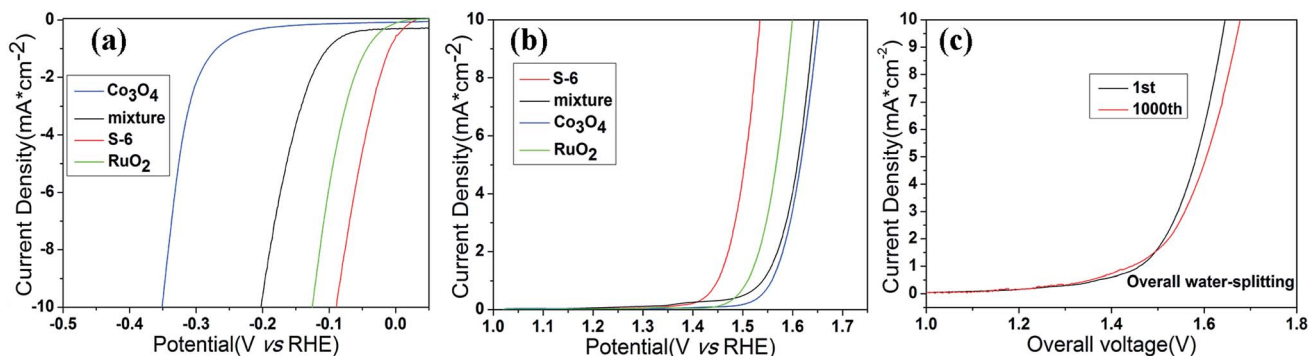 (a)
0
-2
-4
-6
-8
-10
-0.5
-0.4
-0.3
-0.2
-0.1
0.0
Current Density(mA*cm-2)
Potential(V vs RHE)
Co3O4
mixture
S-6
RuO2
(b)
10
8
6
4
2
0
1.0
1.1
1.2
1.3
1.4
1.5
1.6
1.7
Current Density(mA*cm-2)
Potential(V vs RHE)
S-6
mixture
Co3O4
RuO2
(c)
10
9
8
7
6
5
4
3
2
1
0
1.0
1.2
1.4
1.6
1.8
Current Density(mA*cm-2)
Overall voltage(V)
1st
1000th
Overall water-splitting